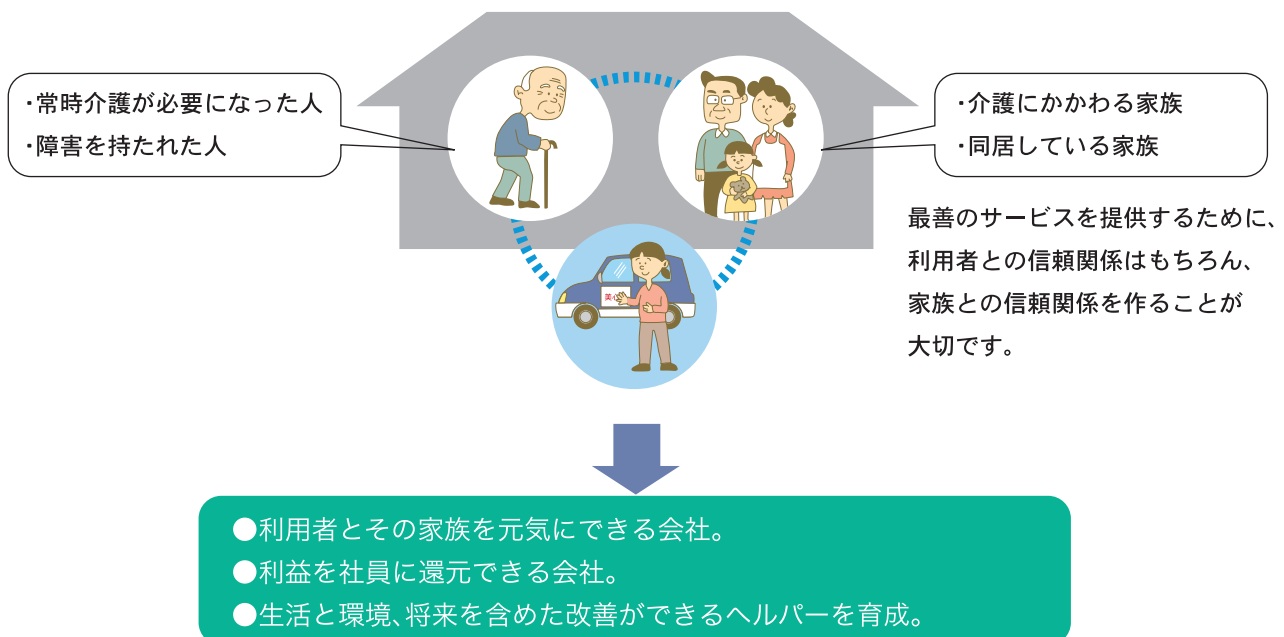 ・常時介護が必要になった人
・障害を持たれた人
・介護にかかわる家族
・同居している家族
最善のサービスを提供するために、
利用者との信頼関係はもちろん、
家族との信頼関係を作ることが
大切です。
美心
●利用者とその家族を元気にできる会社。
●利益を社員に還元できる会社。
●生活と環境、将来を含めた改善ができるヘルパーを育成。